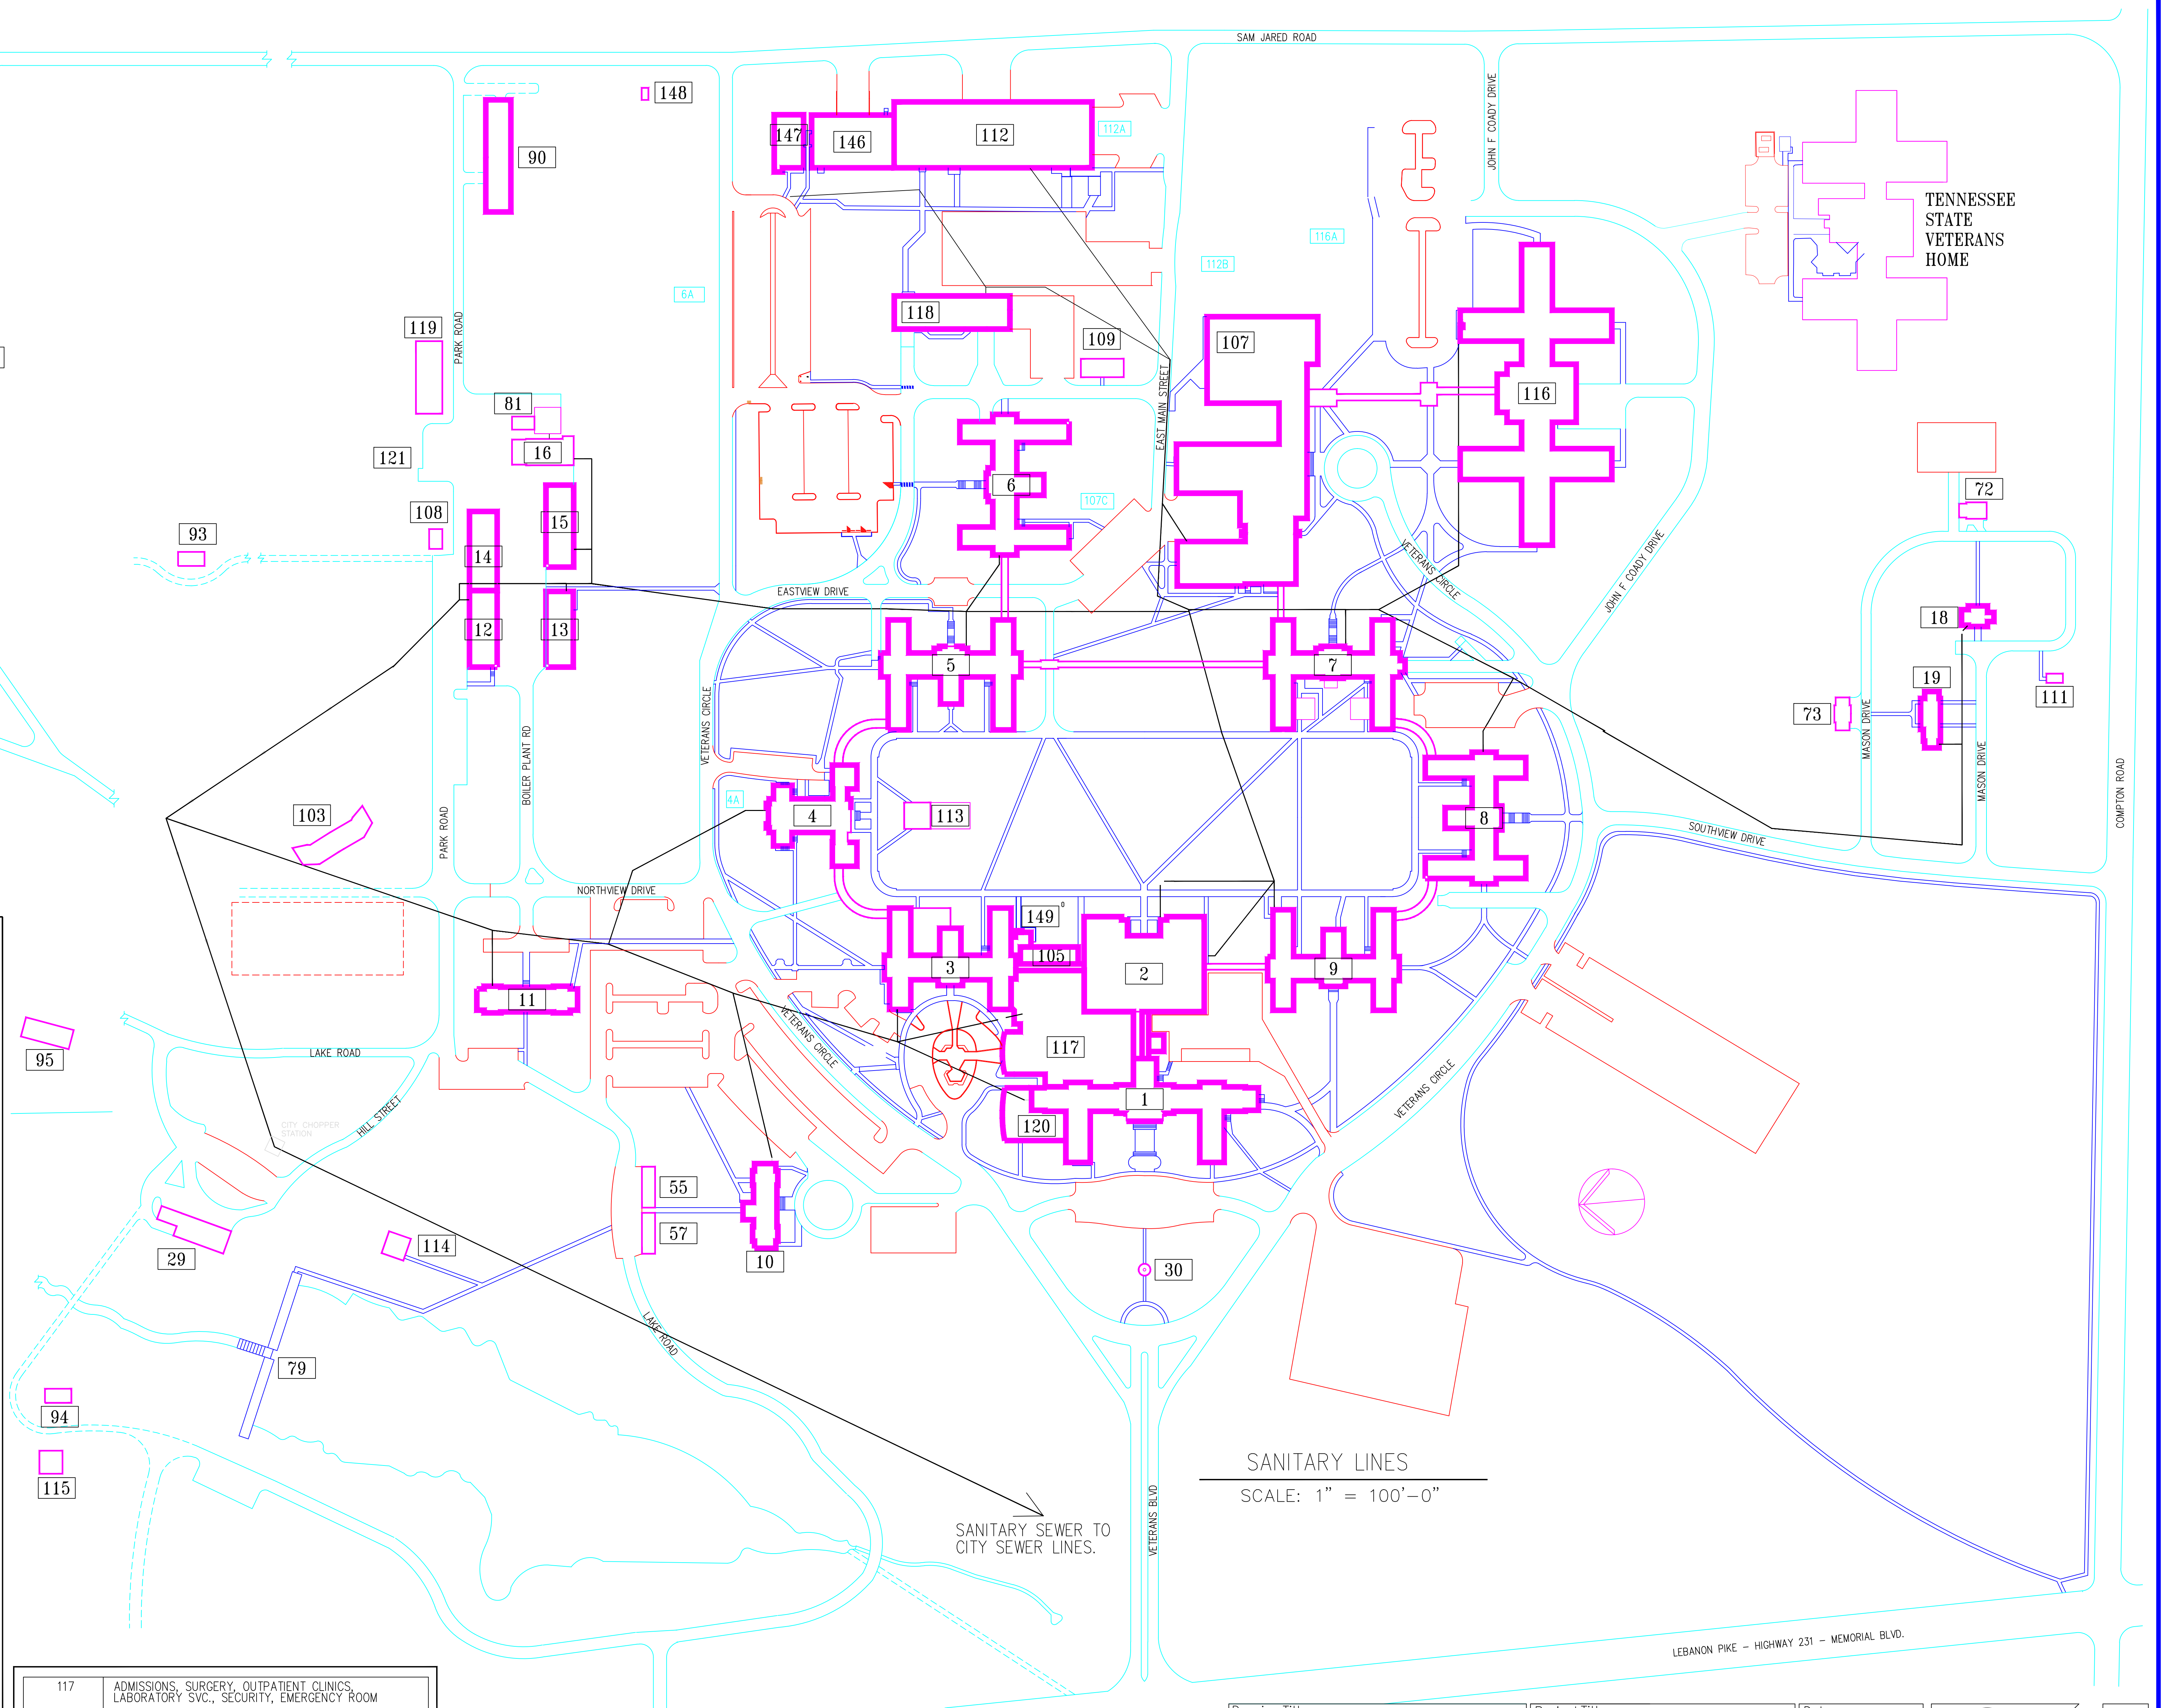 SAM JARED ROAD
JOHN F COADY DRIVE
148
147
146
112
112A
90
TENNESSEE
STATE
VETERANS
HOME
116A
112B
6A
118
119
PARK ROAD
109
107
EAST MAIN STREET
116
81
16
121
6
107C
72
108
15
93
14
VETERANS CIRCLE
JOHN F COADY DRIVE
EASTVIEW DRIVE
12
13
5
7
18
19
111
73
MASON DRIVE
MASON DRIVE
VETERANS CIRCLE
BOILER PLANT RD
COMPTON ROAD
4A
4
113
8
103
PARK ROAD
SOUTHVIEW DRIVE
NORTHVIEW DRIVE
149
105
3
2
9
11
VETERANS CIRCLE
95
LAKE ROAD
117
VETERANS CIRCLE
HILL STREET
CITY CHOPPER
STATION
1
120
55
57
10
29
114
30
LAKE ROAD
79
94
115
SANITARY LINES
SCALE: 1" = 100'-0"
VETERANS BLVD
SANITARY SEWER TO
CITY SEWER LINES.
LEBANON PIKE - HIGHWAY 231 - MEMORIAL BLVD.
117 ADMISSIONS, SURGERY, OUTPATIENT CLINICS,
LABORATORY SVC., SECURITY, EMERGENCY ROOM